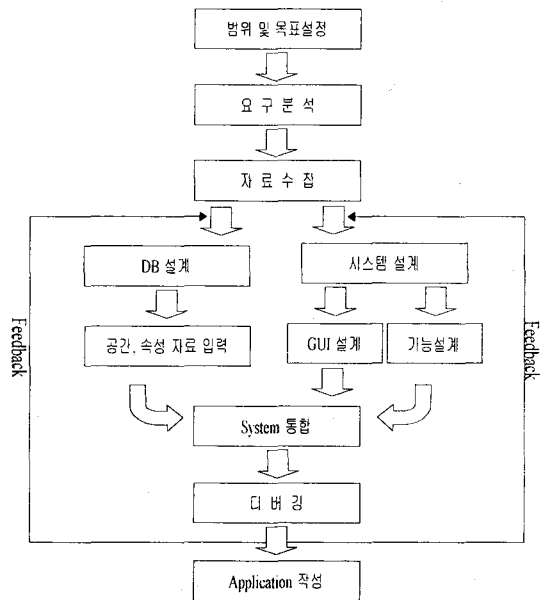 범위 및 목표설정
요 구 분 석
자 료 수 집
DB 설계
시스템 설계
공간, 속성 자료 입력
GUI 설계
기능설계
Feedback
Feedback
System 통합
디 버 깅
Application 작성